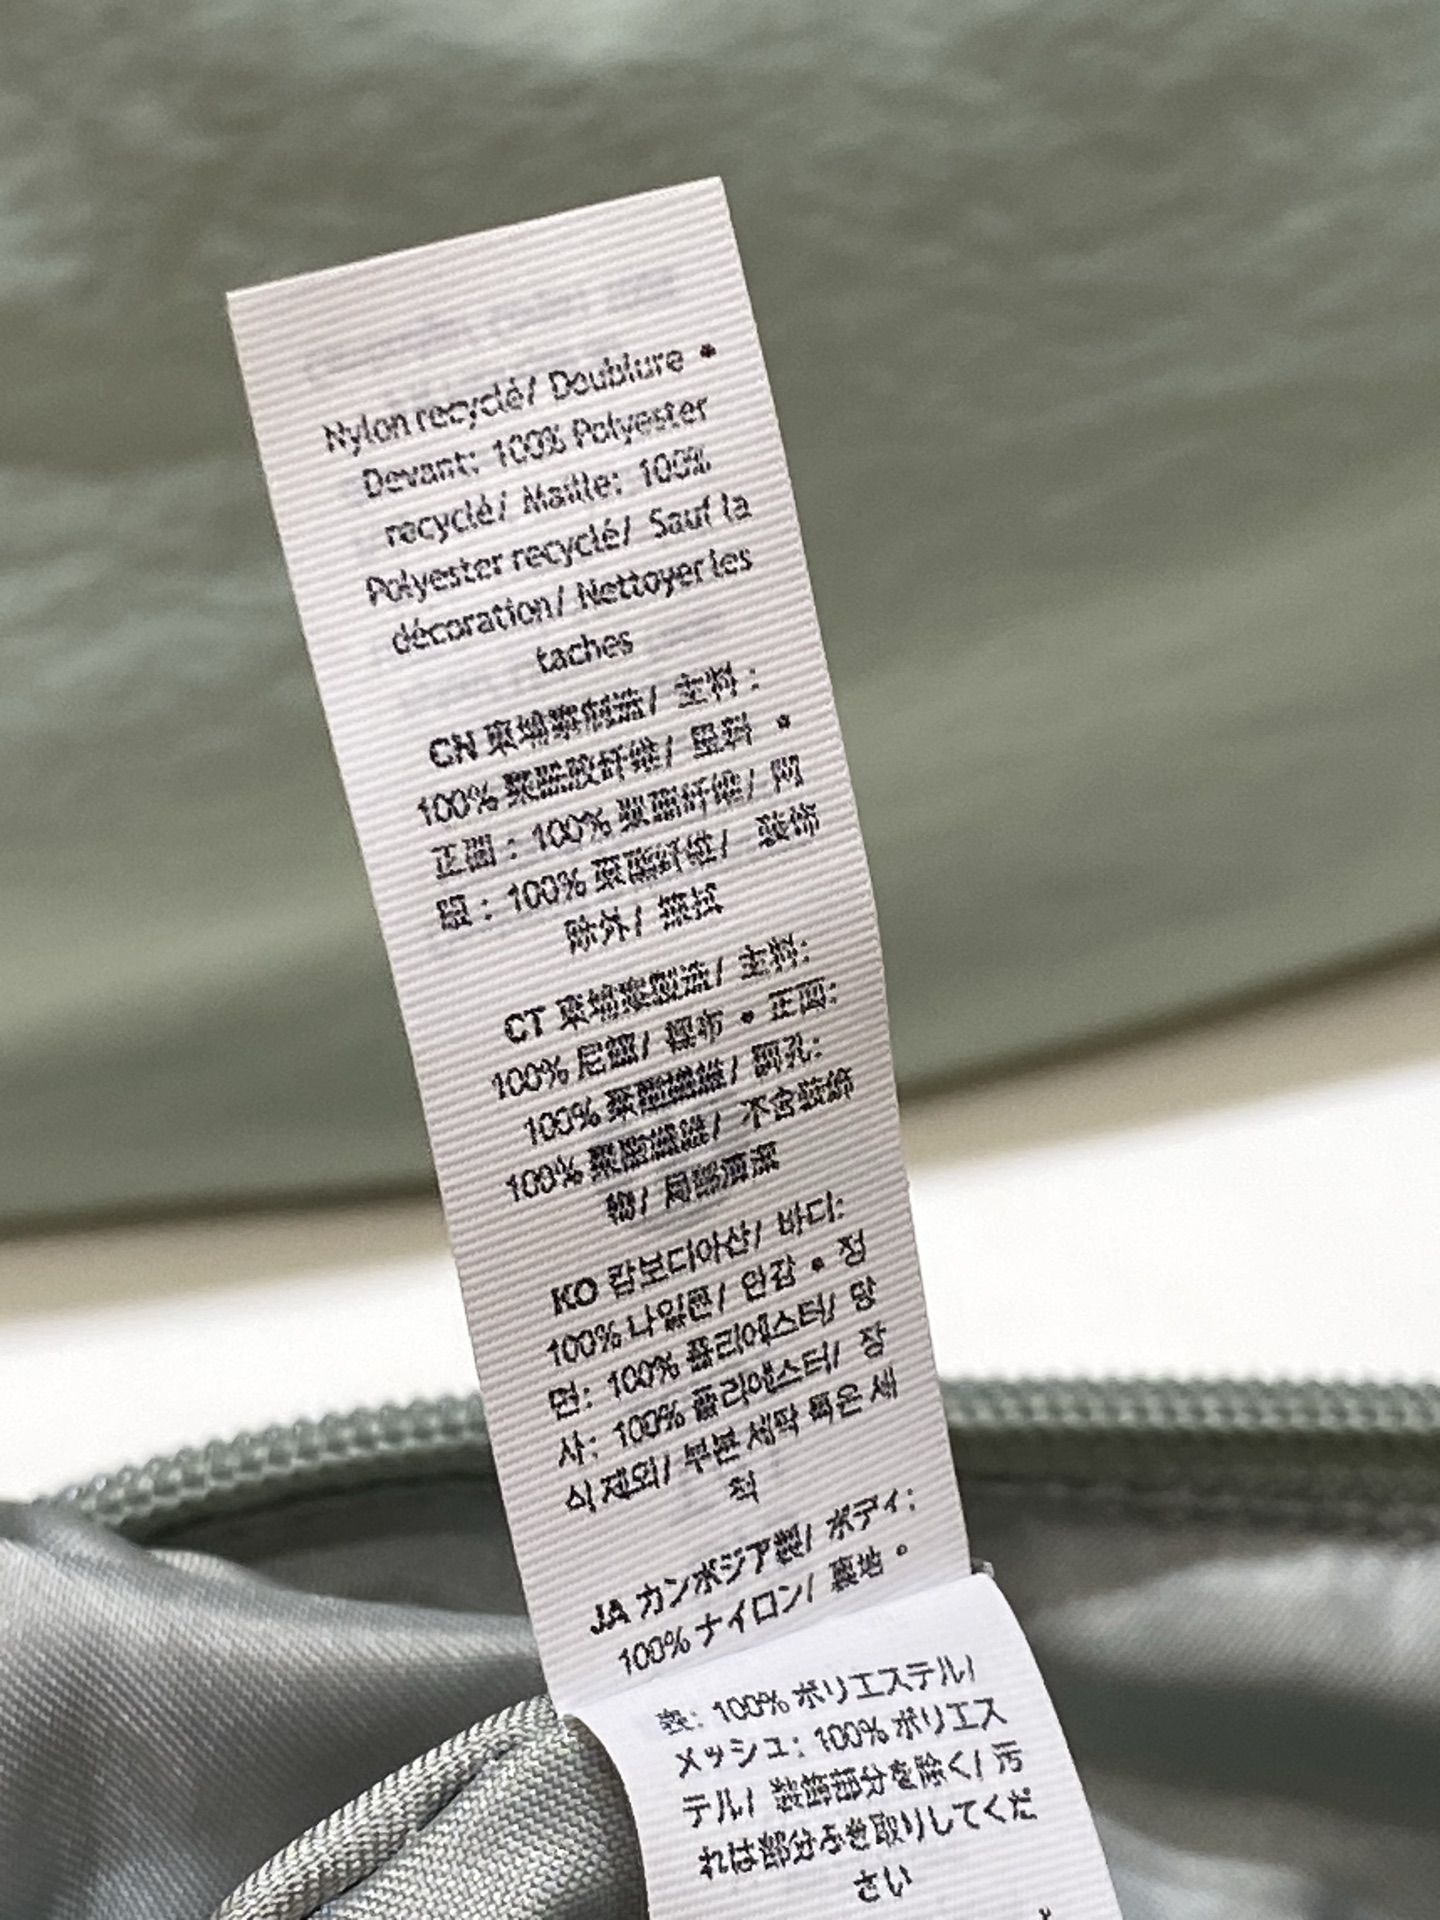 Nylon recyclé/ Doublure •
Devant: 100% Polyester
recyclé/ Maille: 100%
Polyester recyclé/ Sauf la
décoration/ Nettoyer les
taches
CN 柬埔寨制造/ 主料：
100% 聚酰胺纤维/ 里料 •
正面：100% 聚酯纤维/ 网
眼：100% 聚酯纤维/ 装饰
除外/
CT 柬埔寨製造/ 主料:
100% 尼龍/ 裡布 • 正面:
100% 聚酯纖維/ 網孔:
100% 聚酯纖維/ 不含裝飾
物/ 局部清潔
KO 캄보디아산/ 바디:
100% 나일론/ 안감 • 정
면: 100% 폴리에스터/ 망
사: 100% 폴리에스터/ 장
식 제외/ 부분 세탁 혹은 세
척
JA カンボジア製/ ボディ:
100% ナイロン/ 裏地 •
表: 100% ポリエステル/
メッシュ: 100% ポリエス
テル/ 装飾部分を除く/ 汚
れは部分ふき取りしてくだ
さい